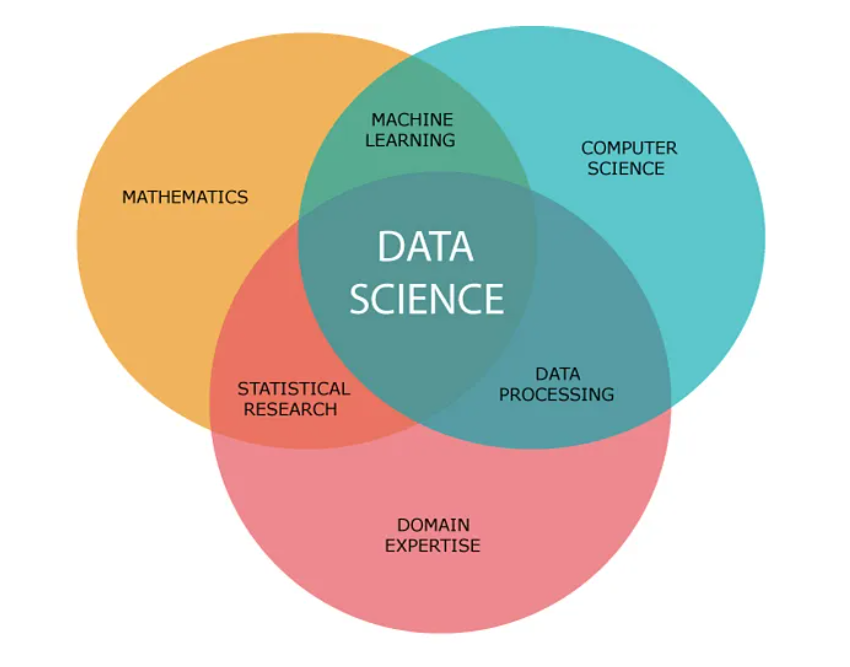 MACHINE
LEARNING
COMPUTER
SCIENCE
MATHEMATICS
DATA
SCIENCE
STATISTICAL
RESEARCH
DATA
PROCESSING
DOMAIN
EXPERTISE